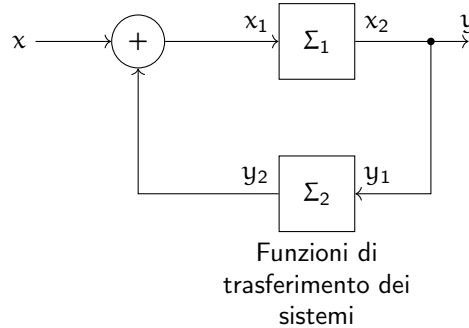 x
+
x₁
Σ₁
x₂
y
y₂
Σ₂
y₁
Funzioni di
trasferimento dei
sistemi